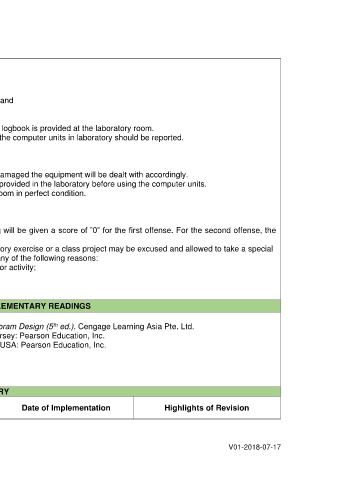 and
logbook is provided at the laboratory room.
the computer units in laboratory should be reported.
amaged the equipment will be dealt with accordingly.
provided in the laboratory before using the computer units.
oom in perfect condition.
g will be given a score of "0" for the first offense. For the second offense, the
ory exercise or a class project may be excused and allowed to take a special
any of the following reasons:
or activity;
LEMENTARY READINGS
ogram Design (5th ed.). Cengage Learning Asia Pte. Ltd.
rsey: Pearson Education, Inc.
USA: Pearson Education, Inc.
RY
Date of Implementation Highlights of Revision
V01-2018-07-17